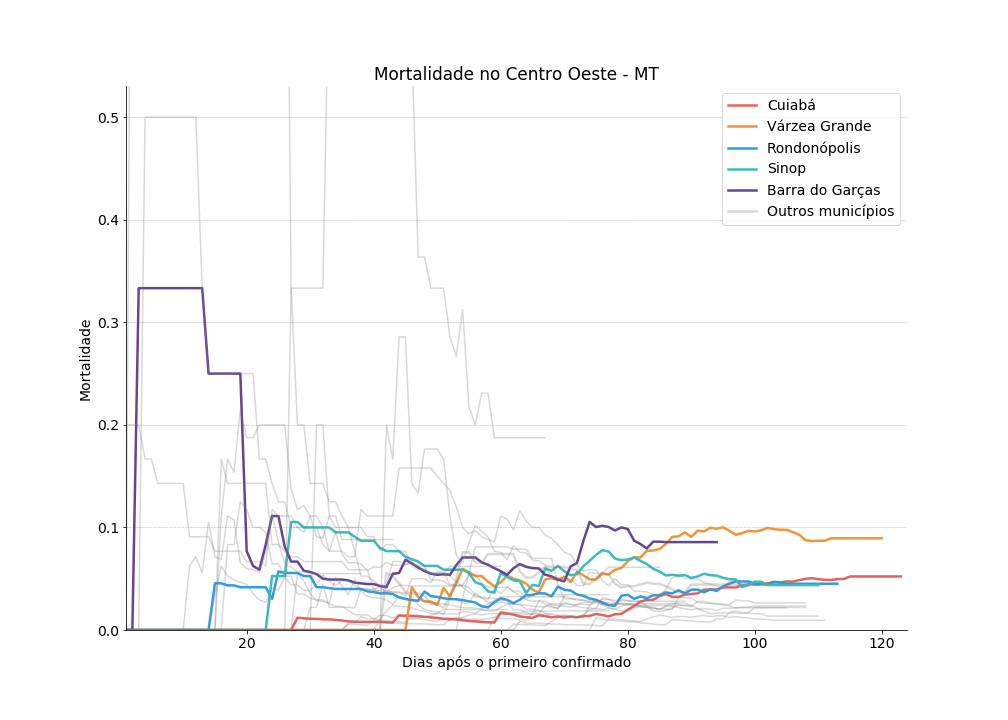 Mortalidade no Centro Oeste - MT
Cuiabá
Várzea Grande
Rondonópolis
Sinop
Barra do Garças
Outros municípios
Mortalidade
0.5
0.4
0.3
0.2
0.1
0.0
20 40 60 80 100 120
Dias após o primeiro confirmado